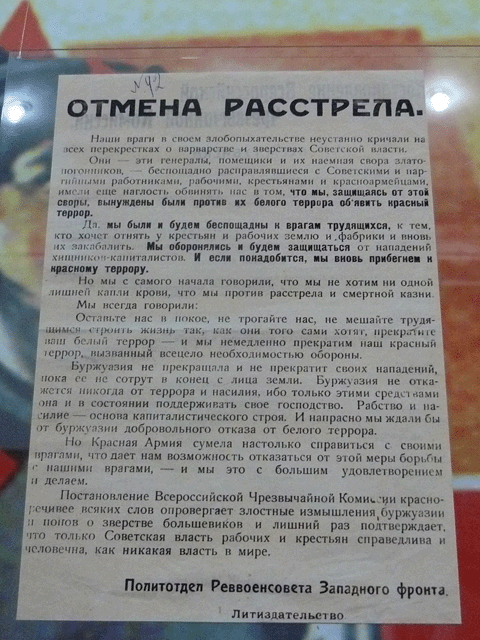 №2
ОТМЕНА РАССТРЕЛА.
Наши враги в своем злобопыхательстве неустанно кричали на
всех перекрестках о варварстве и зверствах Советской власти.
Они — эти генералы, помещики и их наемная свора злато-
погонников, — беспощадно расправлявшиеся с Советскими и пар-
тийными работниками, рабочими, крестьянами и красноармейцами,
имели еще наглость обвинять нас в том, что мы, защищаясь от этой
своры, вынуждены были против их белого террора об'явить красный
террор.
Да, мы были и будем беспощадны к врагам трудящихся, к тем,
кто хочет отнять у крестьян и рабочих землю и фабрики и вновь
их закабалить. Мы оборонялись и будем защищаться от нападений
хищников-капиталистов. И если понадобится, мы вновь прибегнем к
красному террору.
Но мы с самого начала говорили, что мы не хотим ни одной
лишней капли крови, что мы против расстрела и смертной казни.
Мы всегда говорили:
Оставьте нас в покое, не трогайте нас, не мешайте трудя-
щимся строить жизнь так, как они того сами хотят, прекратите
ваш белый террор — и мы немедленно прекратим наш красный
террор, вызванный всецело необходимостью обороны.
Буржуазия не прекращала и не прекратит своих нападений,
пока ее не сотрут в конец с лица земли. Буржуазия не отка-
жется никогда от террора и насилия, ибо только этими средствами
она и в состоянии поддерживать свое господство. Рабство и на-
силие — основа капиталистического строя. И напрасно мы ждали бы
от буржуазии добровольного отказа от белого террора.
Но Красная Армия сумела настолько справиться с своими
врагами, что дает нам возможность отказаться от этой меры борьбы
с нашими врагами, — и мы это с большим удовлетворением
и делаем.
Постановление Всероссийской Чрезвычайной Комиссии красно-
речивее всяких слов опровергает злостные измышления буржуазии
и попов о зверстве большевиков и лишний раз подтверждает,
что только Советская власть рабочих и крестьян справедлива и
человечна, как никакая власть в мире.
Политотдел Реввоенсовета Западного фронта.
Литиздательство